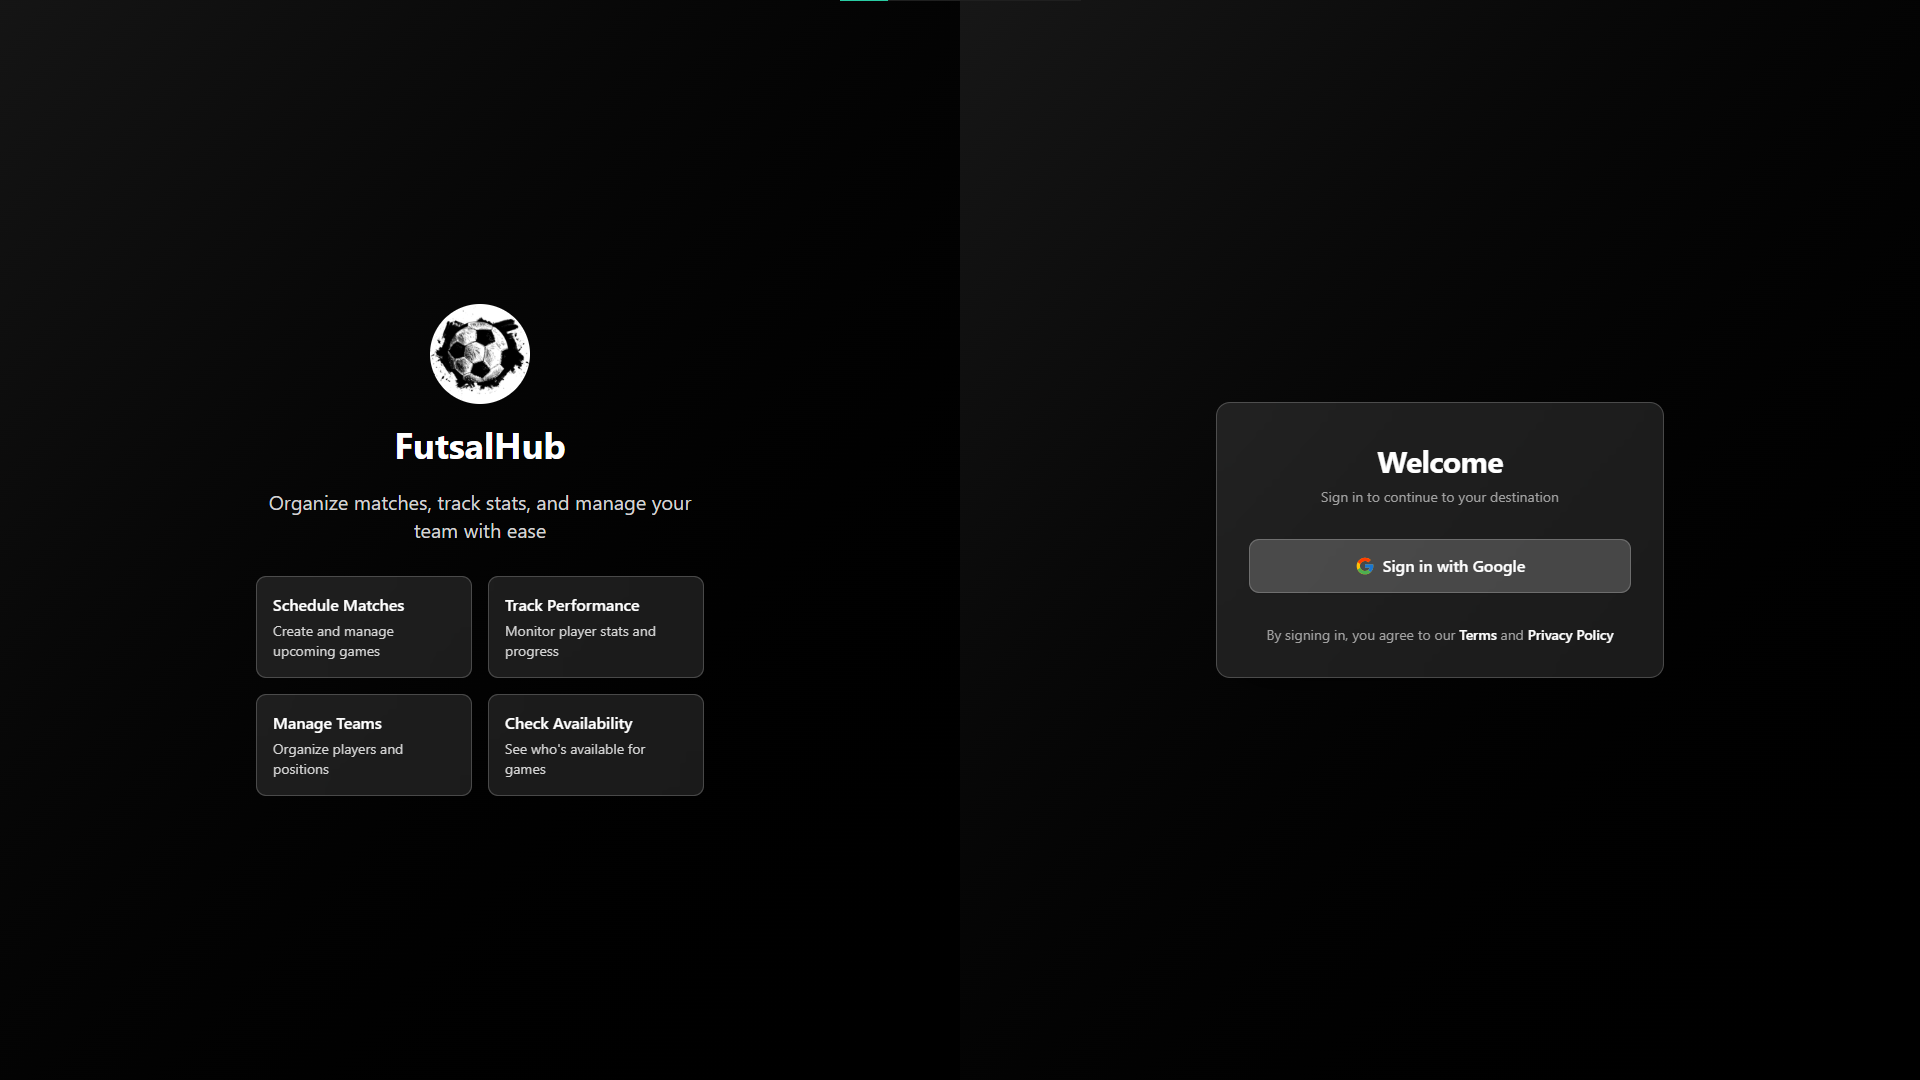 FutsalHub
Organize matches, track stats, and manage your
team with ease
Schedule Matches
Create and manage
upcoming games
Track Performance
Monitor player stats and
progress
Manage Teams
Organize players and
positions
Check Availability
See who's available for
games
Welcome
Sign in to continue to your destination
Sign in with Google
By signing in, you agree to our Terms and Privacy Policy